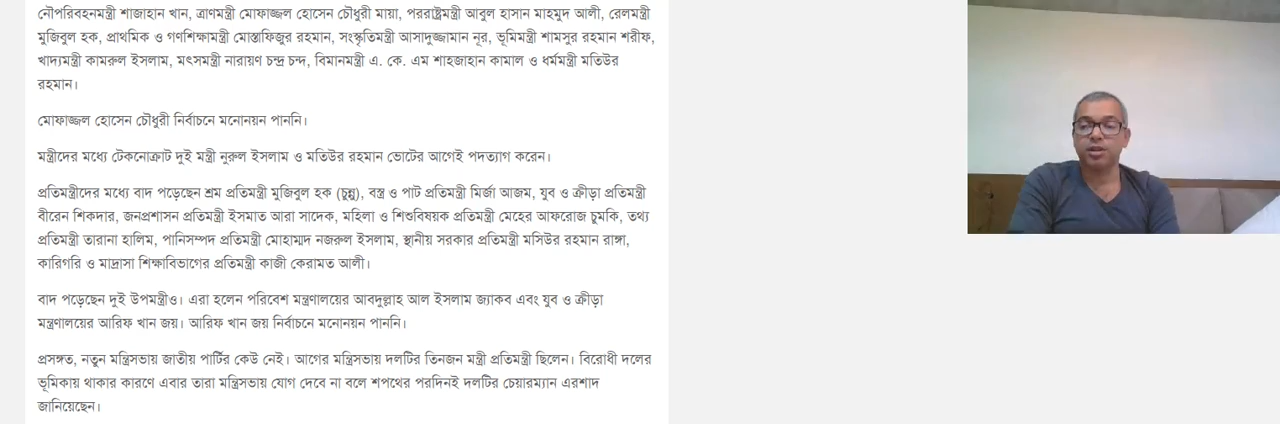 নৌপরিবহনমন্ত্রী শাজাহান খান, ত্রাণমন্ত্রী মোফাজ্জল হোসেন চৌধুরী মায়া, পররাষ্ট্রমন্ত্রী আবুল হাসান মাহমুদ আলী, রেলমন্ত্রী
মুজিবুল হক, প্রাথমিক ও গণশিক্ষামন্ত্রী মোস্তাফিজুর রহমান, সংস্কৃতিমন্ত্রী আসাদুজ্জামান নূর, ভূমিমন্ত্রী শামসুর রহমান শরীফ,
খাদ্যমন্ত্রী কামরুল ইসলাম, মৎসমন্ত্রী নারায়ণ চন্দ্র চন্দ, বিমানমন্ত্রী এ. কে. এম শাহজাহান কামাল ও ধর্মমন্ত্রী মতিউর
রহমান।
মোফাজ্জল হোসেন চৌধুরী নির্বাচনে মনোনয়ন পাননি।
মন্ত্রীদের মধ্যে টেকনোক্রাট দুই মন্ত্রী নুরুল ইসলাম ও মতিউর রহমান ভোটের আগেই পদত্যাগ করেন।
প্রতিমন্ত্রীদের মধ্যে বাদ পড়েছেন শ্রম প্রতিমন্ত্রী মুজিবুল হক (চুন্নু), বস্ত্র ও পাট প্রতিমন্ত্রী মির্জা আজম, যুব ও ক্রীড়া প্রতিমন্ত্রী
বীরেন শিকদার, জনপ্রশাসন প্রতিমন্ত্রী ইসমাত আরা সাদেক, মহিলা ও শিশুবিষয়ক প্রতিমন্ত্রী মেহের আফরোজ চুমকি, তথ্য
প্রতিমন্ত্রী তারানা হালিম, পানিসম্পদ প্রতিমন্ত্রী মোহাম্মদ নজরুল ইসলাম, স্থানীয় সরকার প্রতিমন্ত্রী মসিউর রহমান রাঙ্গা,
কারিগরি ও মাদ্রাসা শিক্ষাবিভাগের প্রতিমন্ত্রী কাজী কেরামত আলী।
বাদ পড়েছেন দুই উপমন্ত্রীও। এরা হলেন পরিবেশ মন্ত্রণালয়ের আবদুল্লাহ আল ইসলাম জ্যাকব এবং যুব ও ক্রীড়া
মন্ত্রণালয়ের আরিফ খান জয়। আরিফ খান জয় নির্বাচনে মনোনয়ন পাননি।
প্রসঙ্গত, নতুন মন্ত্রিসভায় জাতীয় পার্টির কেউ নেই। আগের মন্ত্রিসভায় দলটির তিনজন মন্ত্রী প্রতিমন্ত্রী ছিলেন। বিরোধী দলের
ভূমিকায় থাকার কারণে এবার তারা মন্ত্রিসভায় যোগ দেবে না বলে শপথের পরদিনই দলটির চেয়ারম্যান এরশাদ
জানিয়েছেন।